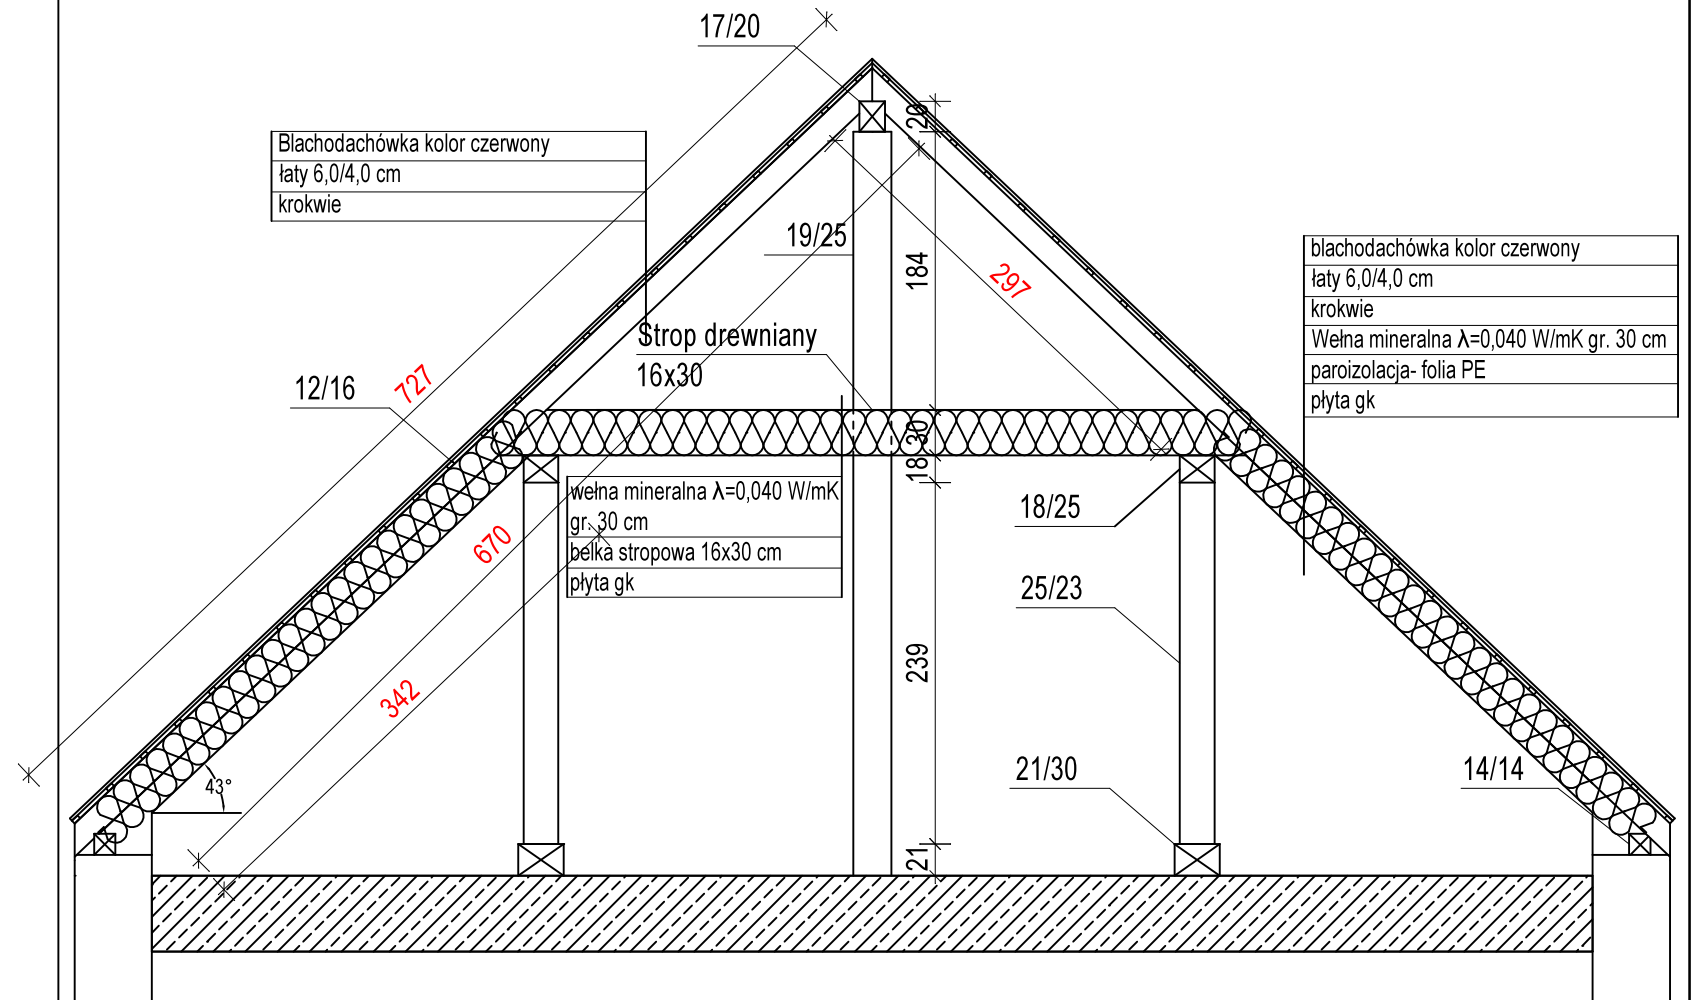 17/20
20
Blachodachówka kolor czerwony
łaty 6,0/4,0 cm
krokwie
19/25
184
297
blachodachówka kolor czerwony
łaty 6,0/4,0 cm
krokwie
Wełna mineralna λ=0,040 W/mK gr. 30 cm
paroizolacja- folia PE
płyta gk
Strop drewniany
16x30
12/16
727
30
18
wełna mineralna λ=0,040 W/mK
gr. 30 cm
belka stropowa 16x30 cm
płyta gk
18/25
670
25/23
239
342
43°
21/30
14/14
21